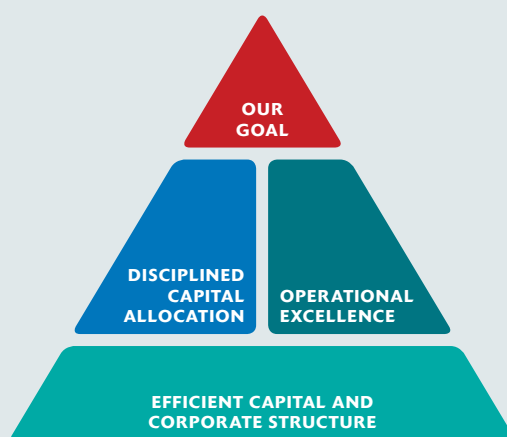 OUR
GOAL
DISCIPLINED
CAPITAL
ALLOCATION
OPERATIONAL
EXCELLENCE
EFFICIENT CAPITAL AND
CORPORATE STRUCTURE